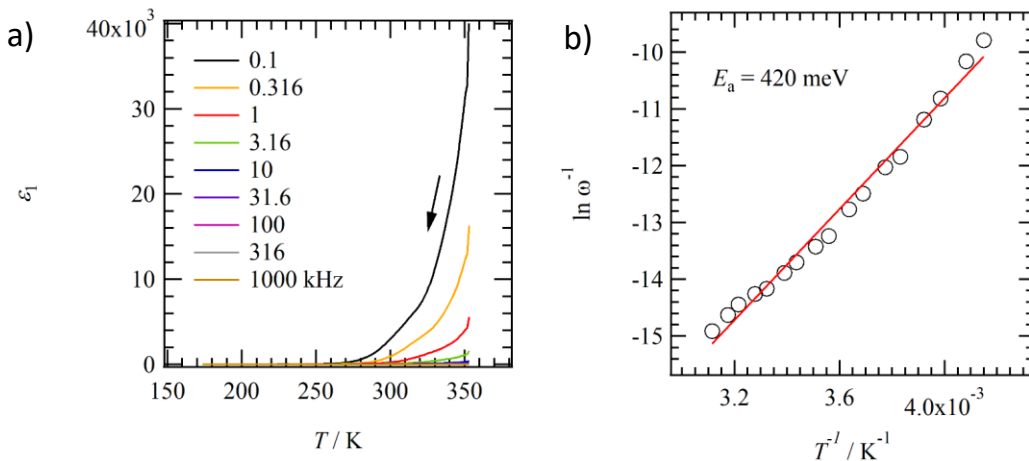 a)
40x10³
30
20
10
0
ε₁
0.1
0.316
1
3.16
10
31.6
100
316
1000 kHz
150 200 250 300 350
T / K
b)
-10
-11
-12
-13
-14
-15
ln ω⁻¹
Eₐ = 420 meV
3.2 3.6 4.0x10⁻³
T⁻¹ / K⁻¹